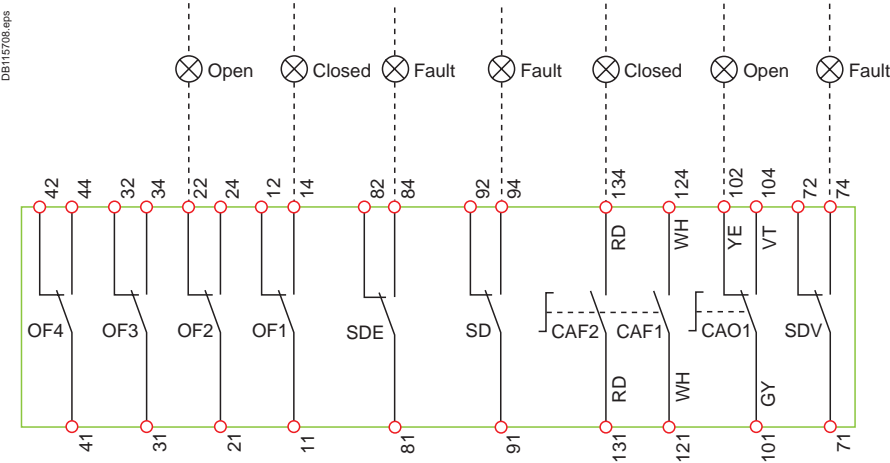 DB115708.eps
Open
Closed
Fault
Fault
Closed
Open
Fault
42
44
32
34
22
24
12
14
82
84
92
94
134
124
102
104
72
74
RD
WH
YE
VT
OF4
OF3
OF2
OF1
SDE
SD
CAF2
CAF1
CAO1
SDV
RD
WH
GY
41
31
21
11
81
91
131
121
101
71